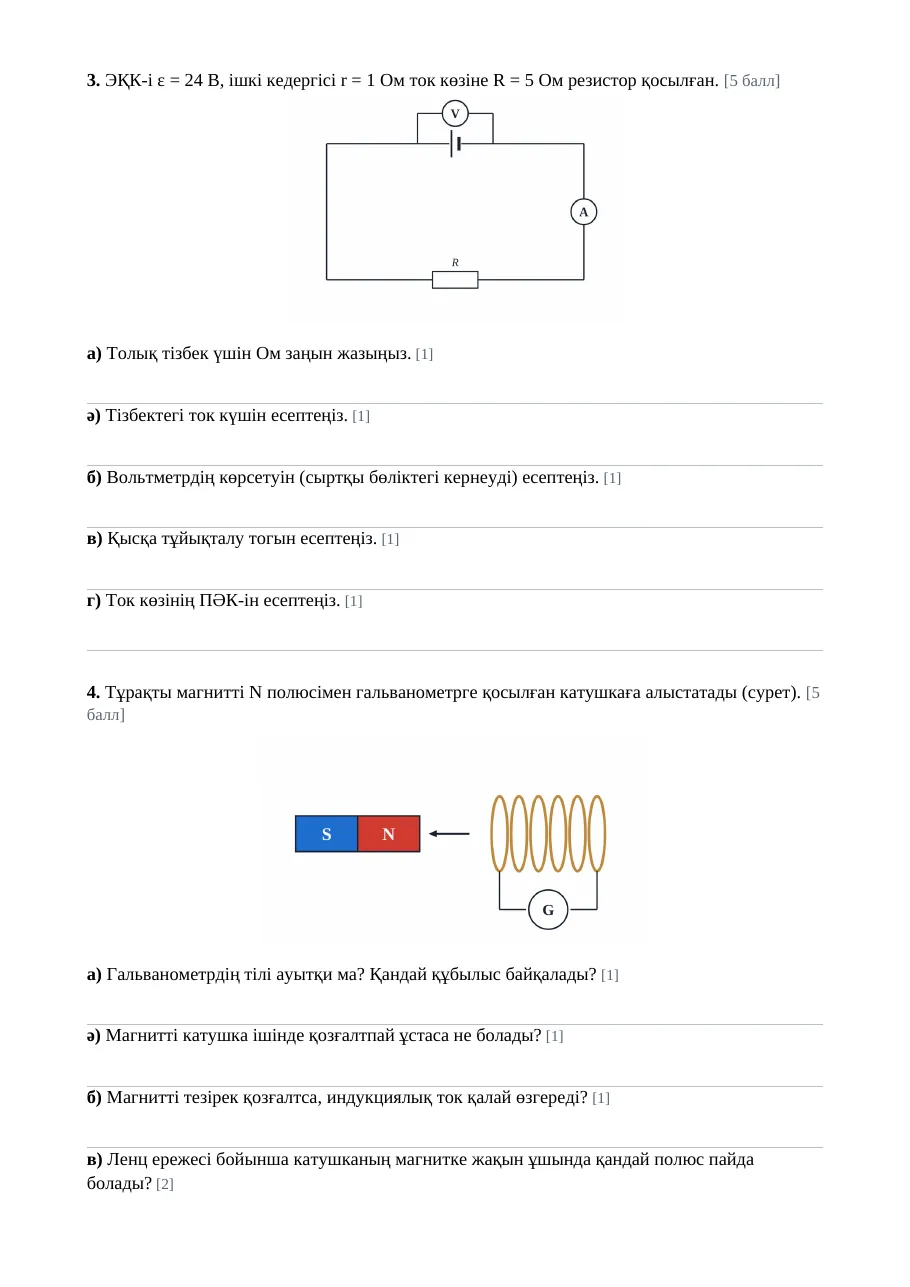 3. ЭҚК-і ε = 24 В, ішкі кедергісі r = 1 Ом ток көзіне R = 5 Ом резистор қосылған. [5 балл]
V
A
R
а) Толық тізбек үшін Ом заңын жазыңыз. [1]
ә) Тізбектегі ток күшін есептеңіз. [1]
б) Вольтметрдің көрсетуін (сыртқы бөліктегі кернеуді) есептеңіз. [1]
в) Қысқа тұйықталу тогын есептеңіз. [1]
г) Ток көзінің ПӘК-ін есептеңіз. [1]
4. Тұрақты магнитті N полюсімен гальванометрге қосылған катушкаға алыстатады (сурет). [5
балл]
S N
G
а) Гальванометрдің тілі ауытқи ма? Қандай құбылыс байқалады? [1]
ә) Магнитті катушка ішінде қозғалтпай ұстаса не болады? [1]
б) Магнитті тезірек қозғалтса, индукциялық ток қалай өзгереді? [1]
в) Ленц ережесі бойынша катушканың магнитке жақын ұшында қандай полюс пайда
болады? [2]